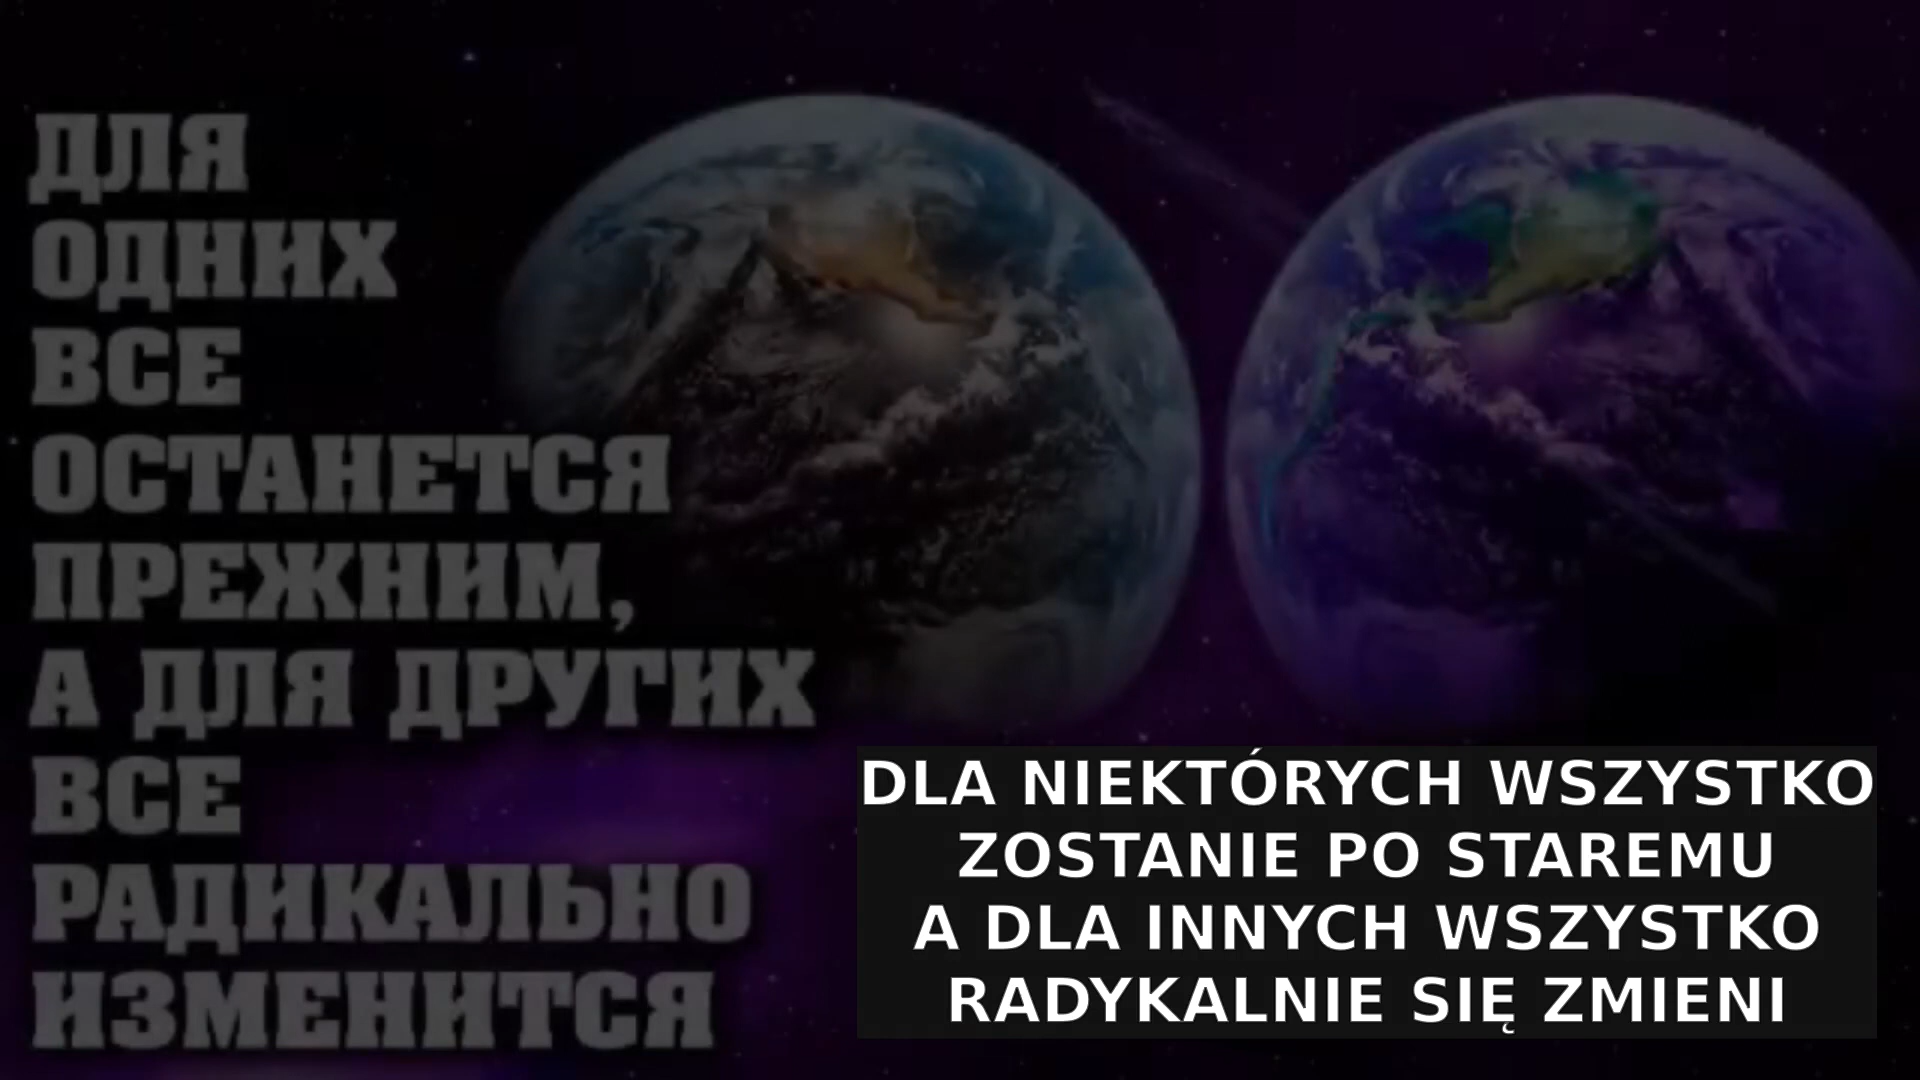 ДЛЯ
ОДНИХ
ВСЕ
ОСТАНЕТСЯ
ПРЕЖНИМ,
А ДЛЯ ДРУГИХ
ВСЕ
РАДИКАЛЬНО
ИЗМЕНИТСЯ
DLA NIEKTÓRYCH WSZYSTKO
ZOSTANIE PO STAREMU
A DLA INNYCH WSZYSTKO
RADYKALNIE SIĘ ZMIENI